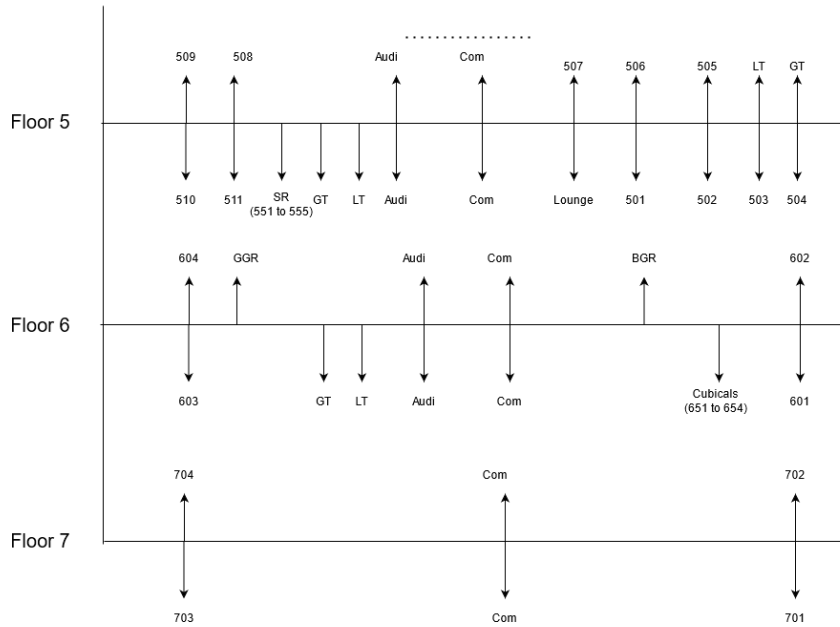 509 508 Audi Com 507 506 505 LT GT
Floor 5
510 511 SR GT LT Audi Com Lounge 501 502 503 504
(551 to 555)
604 GGR Audi Com BGR 602
Floor 6
603 GT LT Audi Com Cubicals 601
(651 to 654)
704 Com 702
Floor 7
703 Com 701